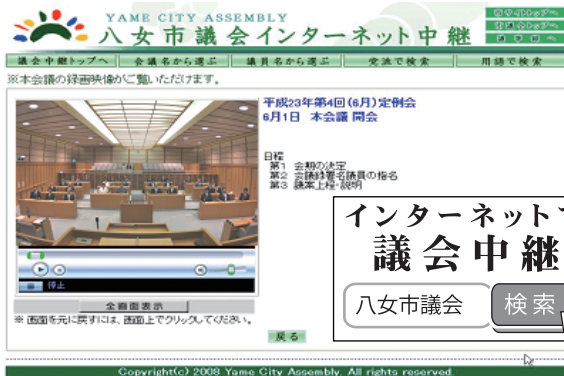 YAME CITY ASSEMBLY
八女市議会インターネット中継
議会中継トップへ 会議名から選ぶ 議員名から選ぶ 党派で検索 用語で検索
※本会議の録画映像がご覧いただけます。
平成23年第4回(6月)定例会
6月1日 本会議 開会
日程
第1 会期の決定
第2 会議録署名議員の指名
第3 議案上程・説明
インターネットで
議会中継
八女市議会 検索
停止
全画面表示
※ 画面を元に戻すには、画面上でクリックしてください。
戻る
Copyright(c) 2008 Yame City Assembly. All rights reserved.